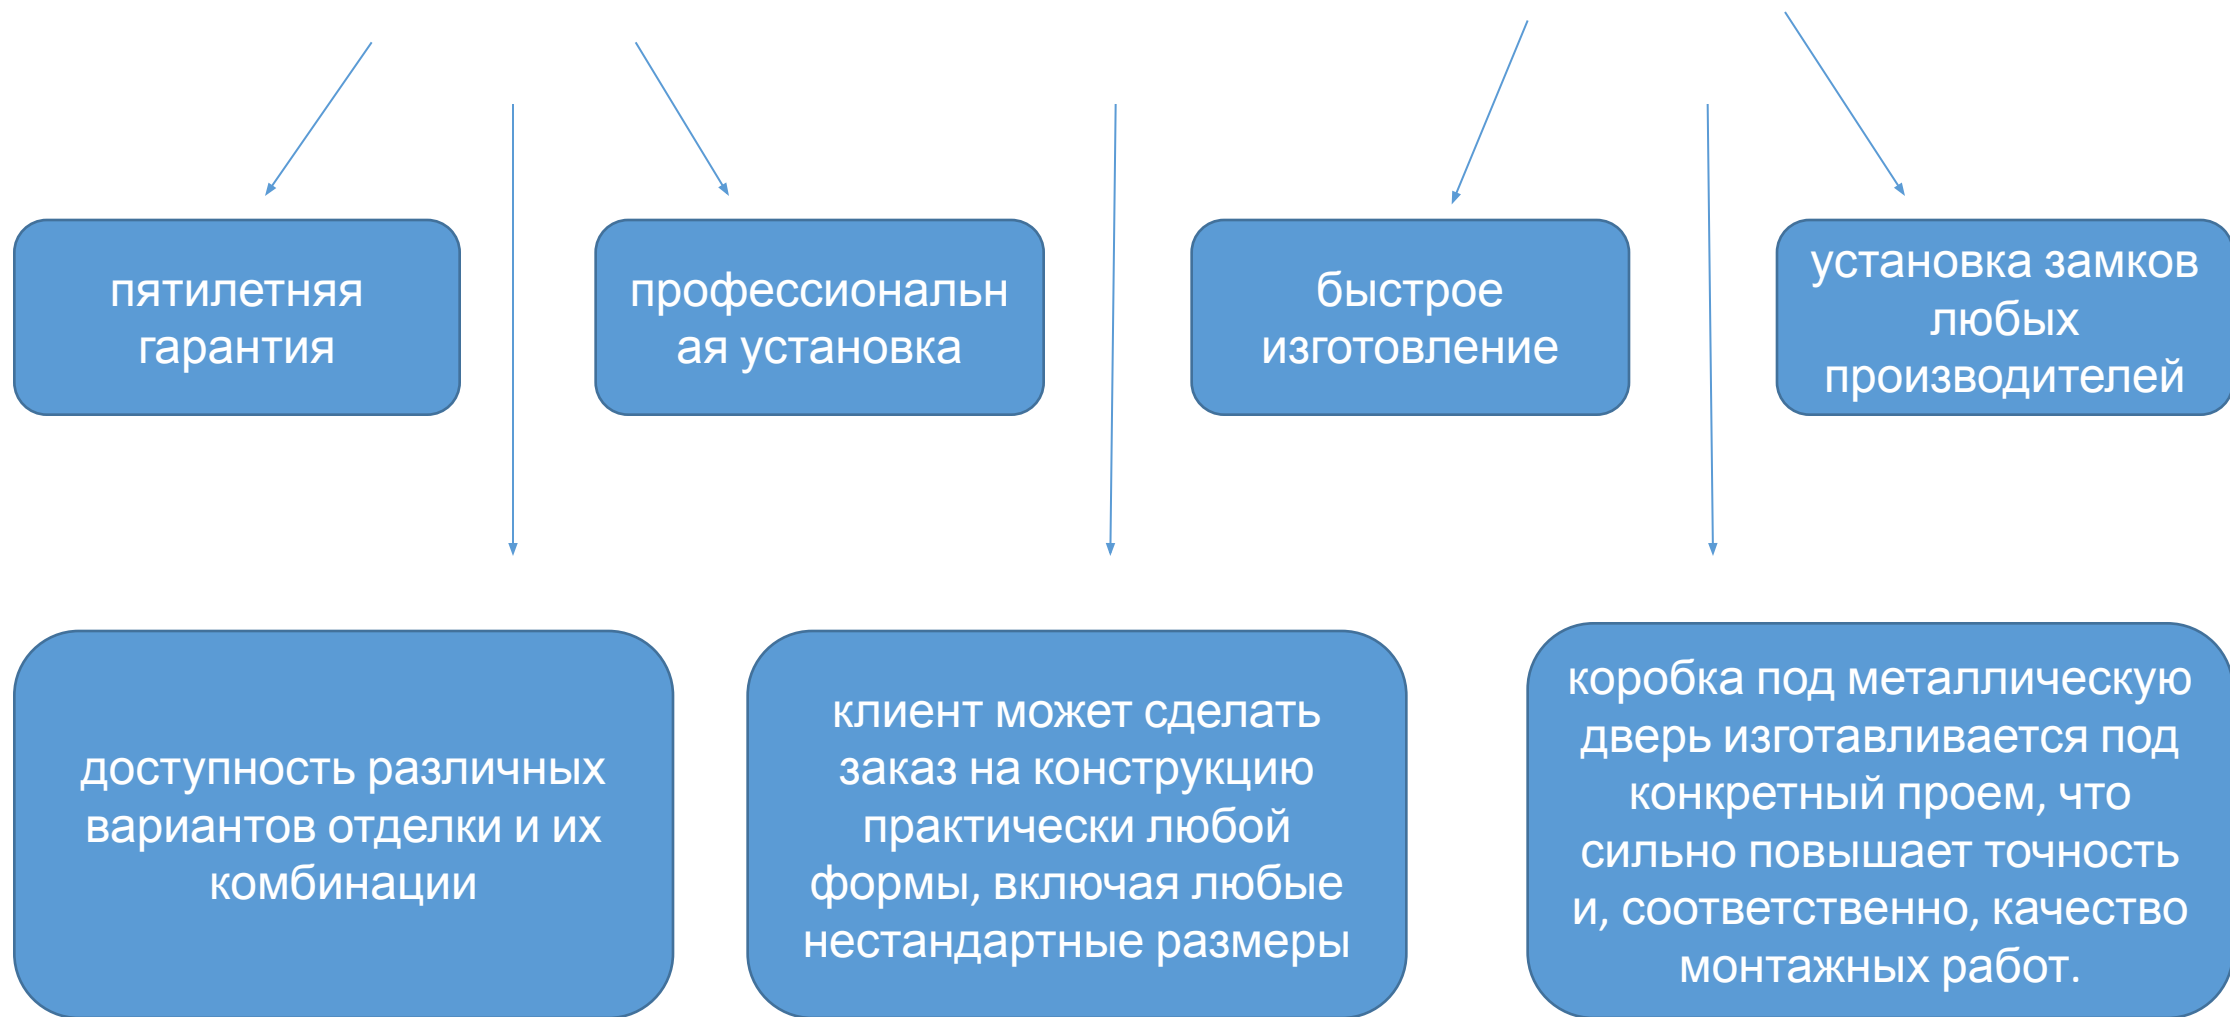 пятилетняя
гарантия
профессиональн
ая установка
быстрое
изготовление
установка замков
любых
производителей
доступность различных
вариантов отделки и их
комбинации
клиент может сделать
заказ на конструкцию
практически любой
формы, включая любые
нестандартные размеры
коробка под металлическую
дверь изготавливается под
конкретный проем, что
сильно повышает точность
и, соответственно, качество
монтажных работ.